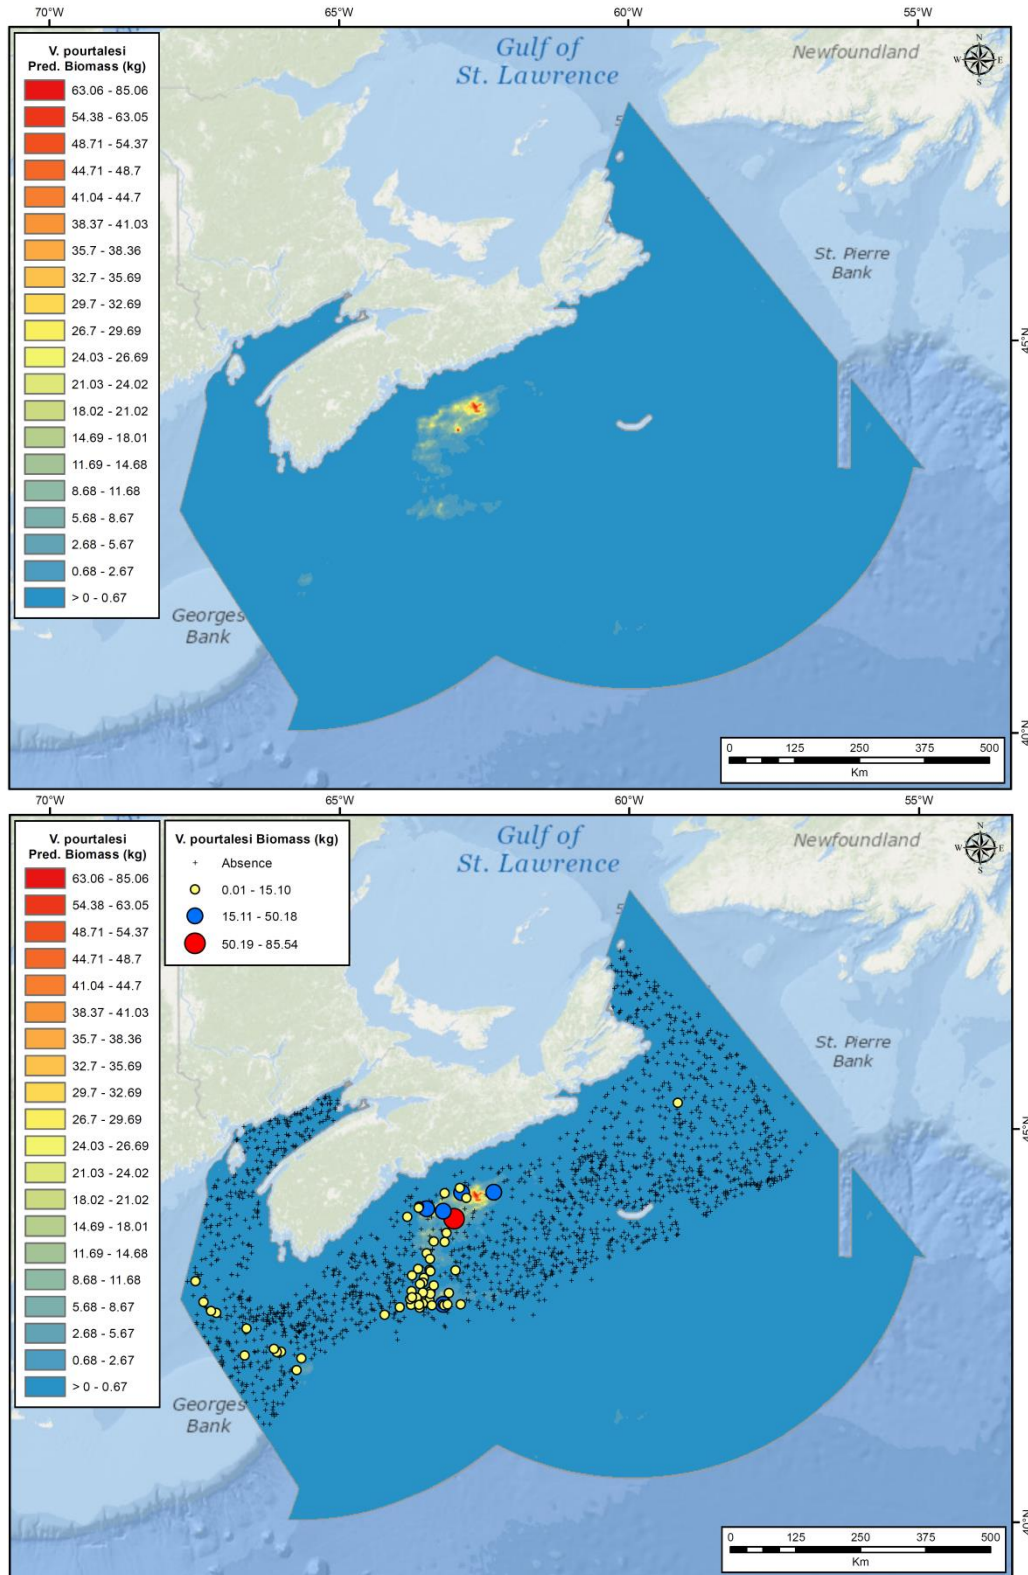 70°W 65°W 60°W 55°W
V. pourtalesi
Pred. Biomass (kg)
63.06 - 85.06
54.38 - 63.05
48.71 - 54.37
44.71 - 48.7
41.04 - 44.7
38.37 - 41.03
35.7 - 38.36
32.7 - 35.69
29.7 - 32.69
26.7 - 29.69
24.03 - 26.69
21.03 - 24.02
18.02 - 21.02
14.69 - 18.01
11.69 - 14.68
8.68 - 11.68
5.68 - 8.67
2.68 - 5.67
0.68 - 2.67
> 0 - 0.67
Gulf of
St. Lawrence
Newfoundland
N
W E
S
St. Pierre
Bank
45°N
Georges
Bank
40°N
0 125 250 375 500
Km
70°W 65°W 60°W 55°W
V. pourtalesi
Pred. Biomass (kg)
63.06 - 85.06
54.38 - 63.05
48.71 - 54.37
44.71 - 48.7
41.04 - 44.7
38.37 - 41.03
35.7 - 38.36
32.7 - 35.69
29.7 - 32.69
26.7 - 29.69
24.03 - 26.69
21.03 - 24.02
18.02 - 21.02
14.69 - 18.01
11.69 - 14.68
8.68 - 11.68
5.68 - 8.67
2.68 - 5.67
0.68 - 2.67
> 0 - 0.67
V. pourtalesi Biomass (kg)
Absence
0.01 - 15.10
15.11 - 50.18
50.19 - 85.54
Gulf of
St. Lawrence
Newfoundland
N
W E
S
St. Pierre
Bank
45°N
Georges
Bank
40°N
0 125 250 375 500
Km